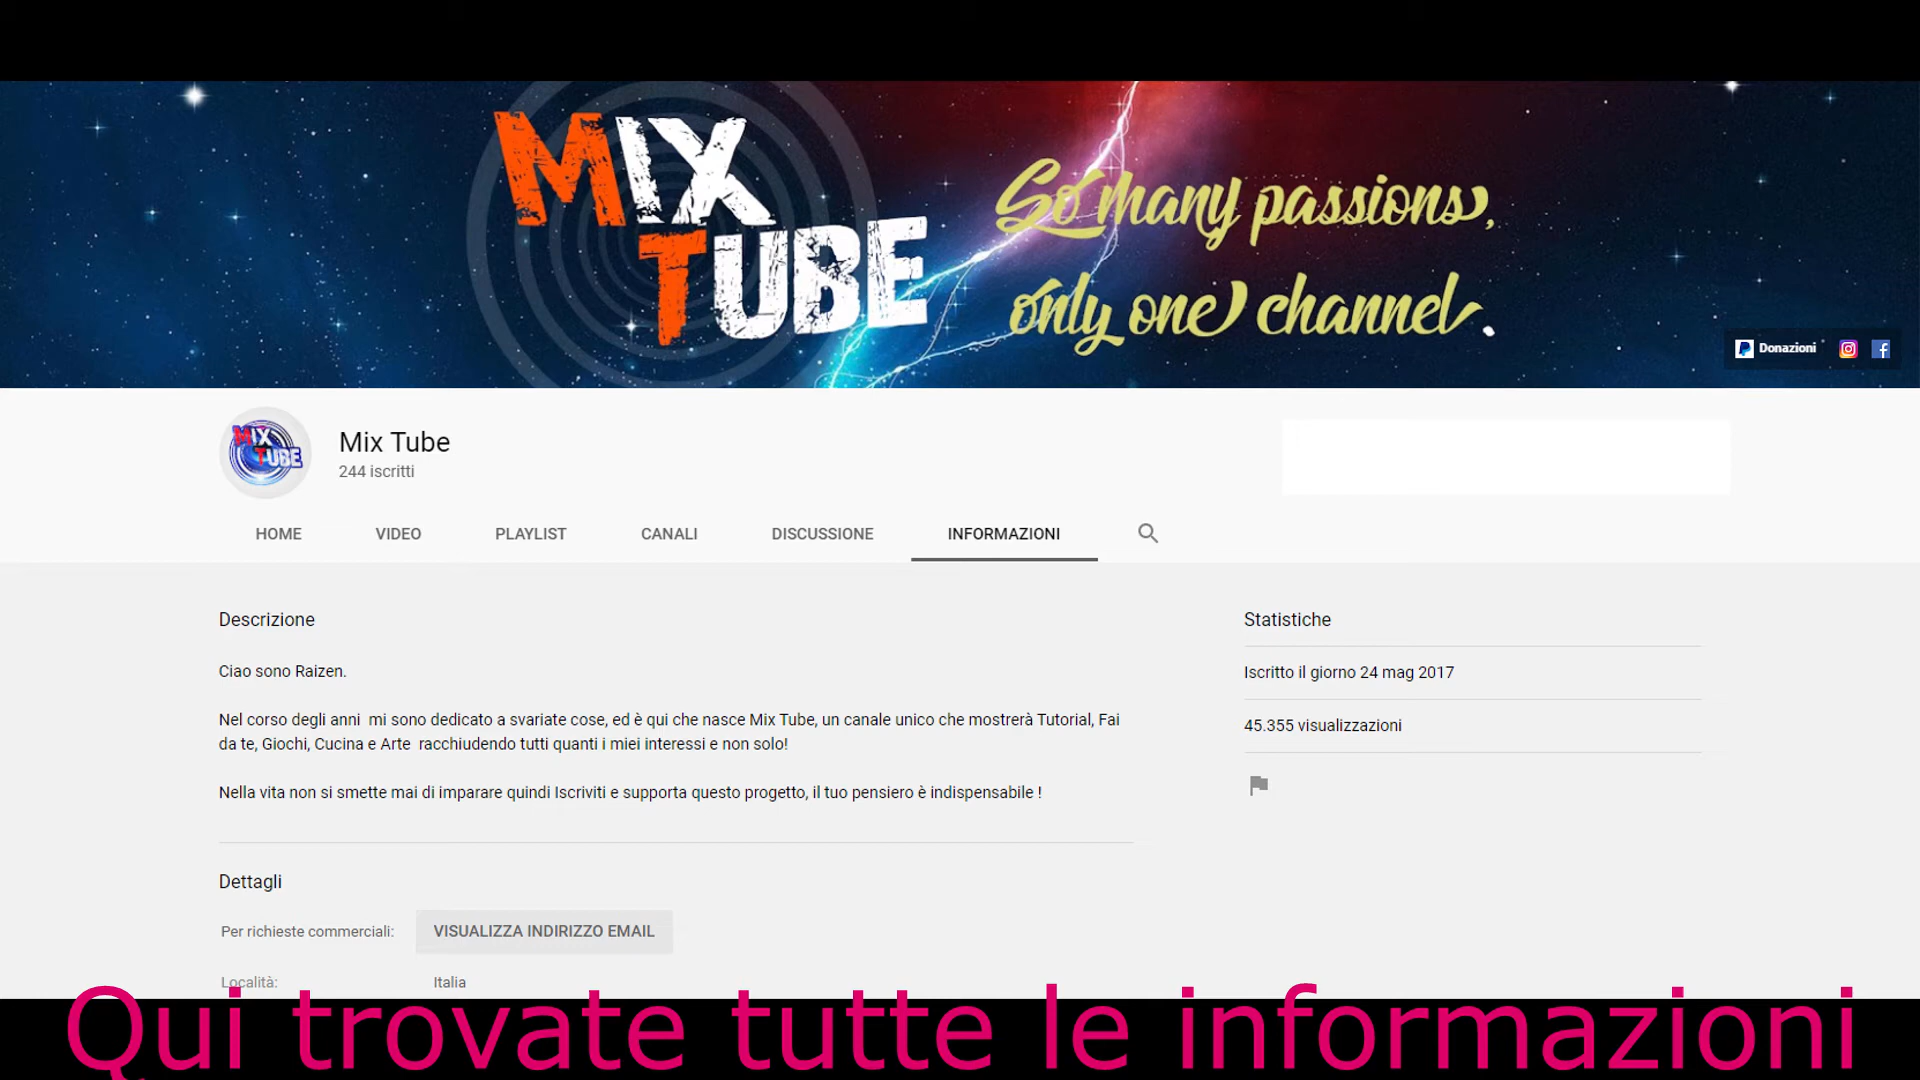 MIX
TUBE
So many passions,
only one channel.
Donazioni
MIX
TUBE
Mix Tube
244 iscritti
HOME VIDEO PLAYLIST CANALI DISCUSSIONE INFORMAZIONI
Descrizione
Ciao sono Raizen.
Nel corso degli anni  mi sono dedicato a svariate cose, ed è qui che nasce Mix Tube, un canale unico che mostrerà Tutorial, Fai
da te, Giochi, Cucina e Arte  racchiudendo tutti quanti i miei interessi e non solo!
Nella vita non si smette mai di imparare quindi Iscriviti e supporta questo progetto, il tuo pensiero è indispensabile !
Statistiche
Iscritto il giorno 24 mag 2017
45.355 visualizzazioni
Dettagli
Per richieste commerciali: VISUALIZZA INDIRIZZO EMAIL
Località: Italia
Qui trovate tutte le informazioni